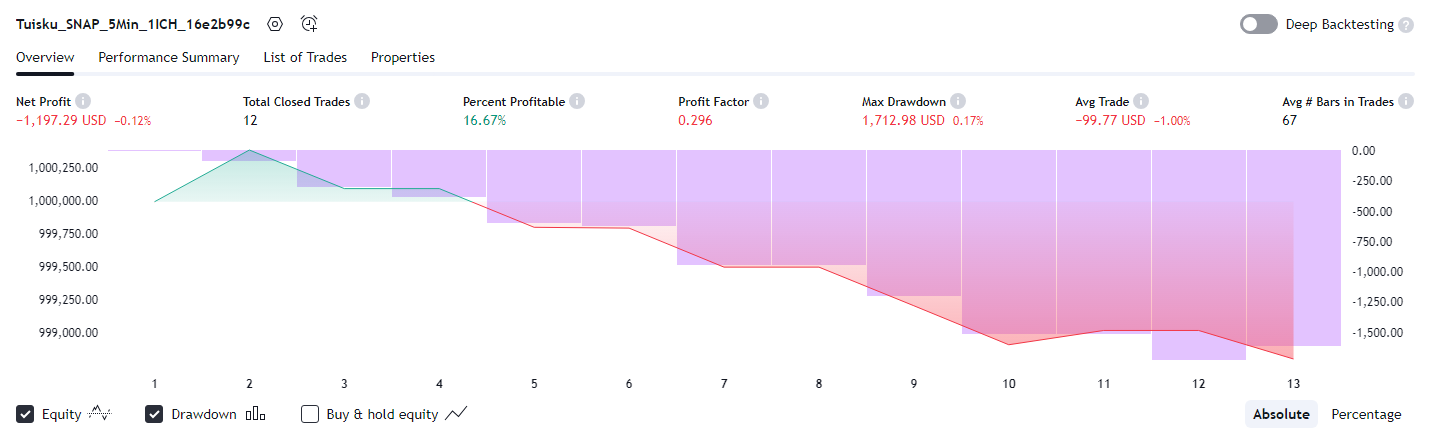 Tuisku_SNAP_5Min_1ICH_16e2b99c
Deep Backtesting ?
Overview Performance Summary List of Trades Properties
Net Profit Total Closed Trades Percent Profitable Profit Factor Max Drawdown Avg Trade Avg # Bars in Trades
−1,197.29 USD −0.12% 12 16.67% 0.296 1,712.98 USD 0.17% −99.77 USD −1.00% 67
1,000,250.00
1,000,000.00
999,750.00
999,500.00
999,250.00
999,000.00
0.00
-250.00
-500.00
-750.00
-1,000.00
-1,250.00
-1,500.00
1 2 3 4 5 6 7 8 9 10 11 12 13
Equity Drawdown Buy & hold equity Absolute Percentage